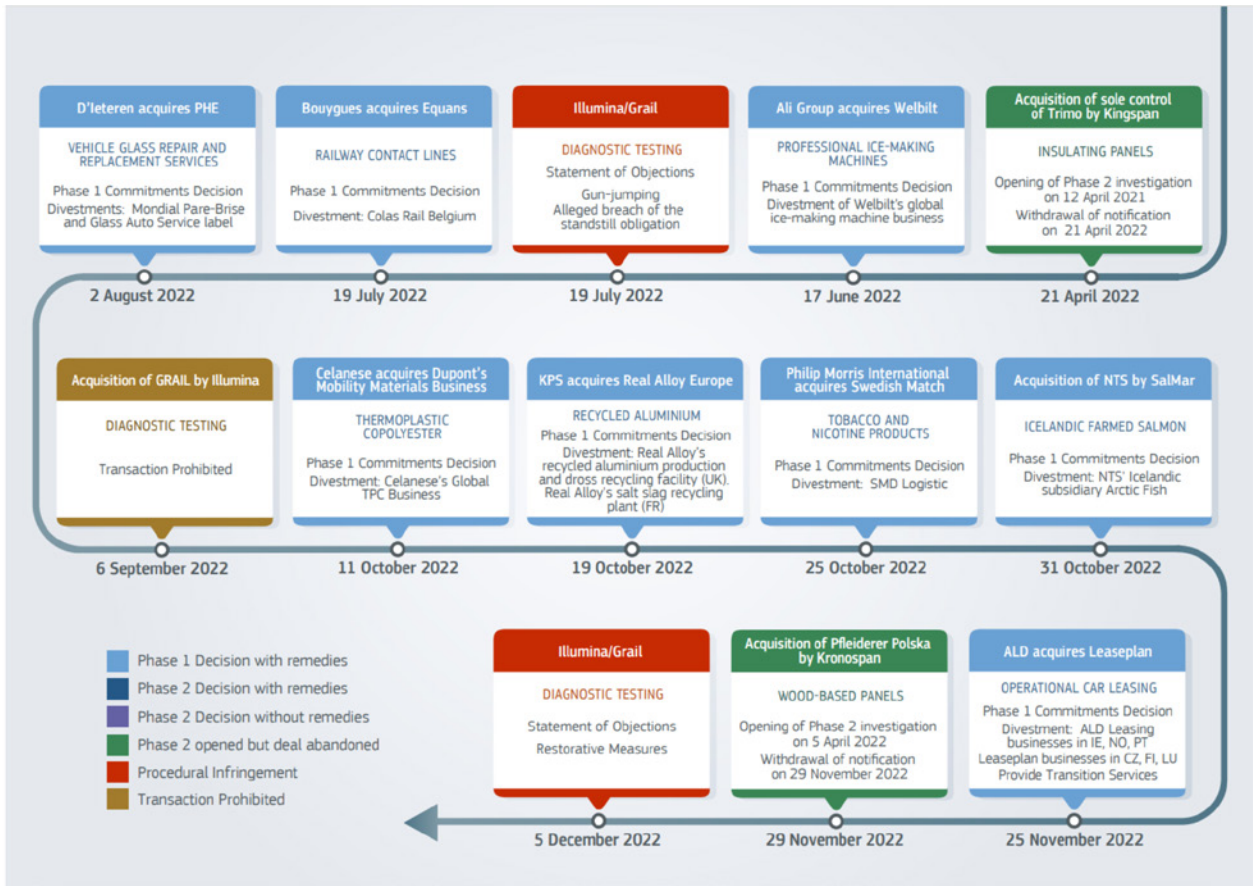 D'Ieteren acquires PHE
VEHICLE GLASS REPAIR AND
REPLACEMENT SERVICES
Phase 1 Commitments Decision
Divestments: Mondial Pare-Brise
and Glass Auto Service label
2 August 2022
Bouygues acquires Equans
RAILWAY CONTACT LINES
Phase 1 Commitments Decision
Divestment: Colas Rail Belgium
19 July 2022
Illumina/Grail
DIAGNOSTIC TESTING
Statement of Objections
Gun-jumping
Alleged breach of the
standstill obligation
19 July 2022
Ali Group acquires Welbilt
PROFESSIONAL ICE-MAKING
MACHINES
Phase 1 Commitments Decision
Divestment of Welbilt's global
ice-making machine business
17 June 2022
Acquisition of sole control
of Trimo by Kingspan
INSULATING PANELS
Opening of Phase 2 investigation
on 12 April 2021
Withdrawal of notification
on 21 April 2022
21 April 2022
Acquisition of GRAIL by Illumina
DIAGNOSTIC TESTING
Transaction Prohibited
6 September 2022
Celanese acquires Dupont's
Mobility Materials Business
THERMOPLASTIC
COPOLYESTER
Phase 1 Commitments Decision
Divestment: Celanese's Global
TPC Business
11 October 2022
KPS acquires Real Alloy Europe
RECYCLED ALUMINIUM
Phase 1 Commitments Decision
Divestment: Real Alloy's
recycled aluminium production
and dross recycling facility (UK).
Real Alloy's salt slag recycling
plant (FR)
19 October 2022
Philip Morris International
acquires Swedish Match
TOBACCO AND
NICOTINE PRODUCTS
Phase 1 Commitments Decision
Divestment: SMD Logistic
25 October 2022
Acquisition of NTS by SalMar
ICELANDIC FARMED SALMON
Phase 1 Commitments Decision
Divestment: NTS' Icelandic
subsidiary Arctic Fish
31 October 2022
Phase 1 Decision with remedies
Phase 2 Decision with remedies
Phase 2 Decision without remedies
Phase 2 opened but deal abandoned
Procedural Infringement
Transaction Prohibited
Illumina/Grail
DIAGNOSTIC TESTING
Statement of Objections
Restorative Measures
5 December 2022
Acquisition of Pfleiderer Polska
by Kronospan
WOOD-BASED PANELS
Opening of Phase 2 investigation
on 5 April 2022
Withdrawal of notification
on 29 November 2022
29 November 2022
ALD acquires Leaseplan
OPERATIONAL CAR LEASING
Phase 1 Commitments Decision
Divestment: ALD Leasing
businesses in IE, NO, PT
Leaseplan businesses in CZ, FI, LU
Provide Transition Services
25 November 2022